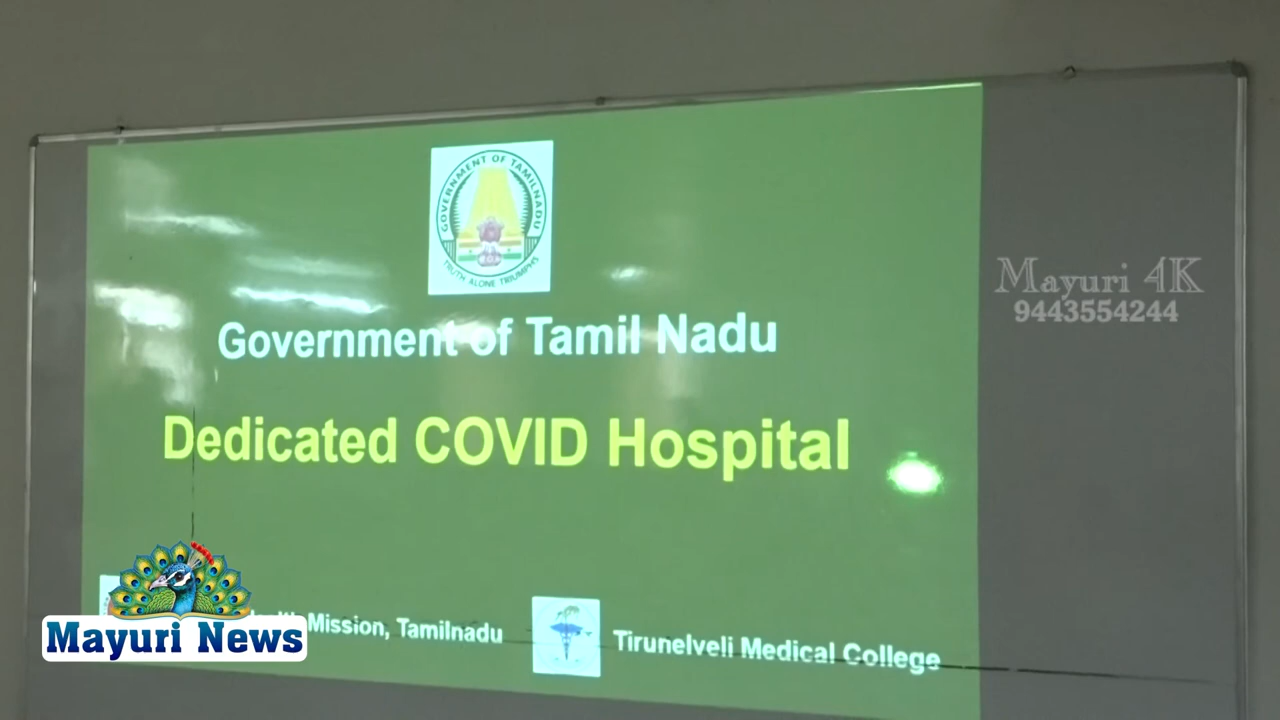 GOVERNMENT OF TAMILNADU
TRUTH ALONE TRIUMPHS
Government of Tamil Nadu
Dedicated COVID Hospital
Mission, Tamilnadu
Tirunelveli Medical College
Mayuri 4K
9443554244
Mayuri News